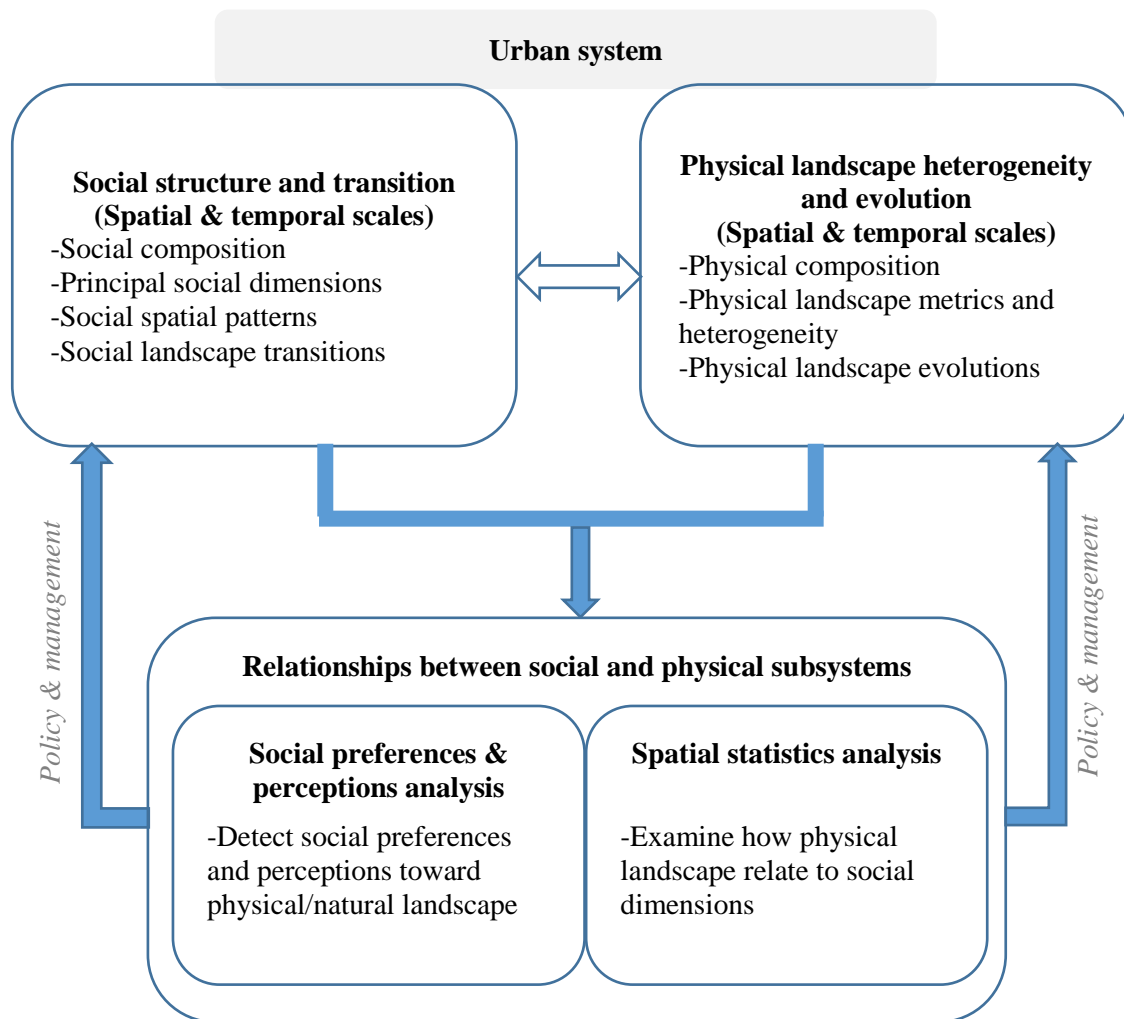 Urban system
Social structure and transition
(Spatial & temporal scales)
-Social composition
-Principal social dimensions
-Social spatial patterns
-Social landscape transitions
Physical landscape heterogeneity
and evolution
(Spatial & temporal scales)
-Physical composition
-Physical landscape metrics and
heterogeneity
-Physical landscape evolutions
Policy & management
Policy & management
Relationships between social and physical subsystems
Social preferences &
perceptions analysis
-Detect social preferences
and perceptions toward
physical/natural landscape
Spatial statistics analysis
-Examine how physical
landscape relate to social
dimensions